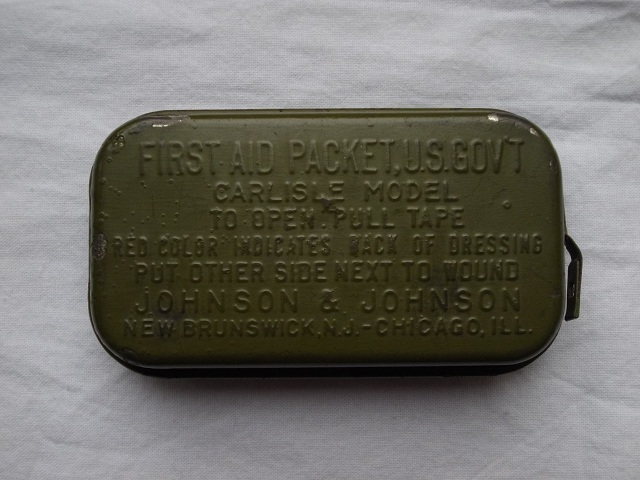 FIRST AID PACKET, U.S. GOV'T
CARLISLE MODEL
TO OPEN PULL TAPE
RED COLOR INDICATES BACK OF DRESSING
PUT OTHER SIDE NEXT TO WOUND
JOHNSON & JOHNSON
NEW BRUNSWICK, N.J. - CHICAGO, ILL.